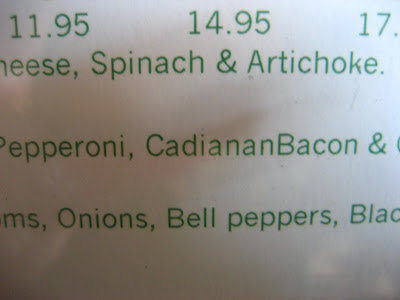 11.95 14.95 17.
heese, Spinach & Artichoke.
Pepperoni, CadiananBacon &
ms, Onions, Bell peppers, Blac